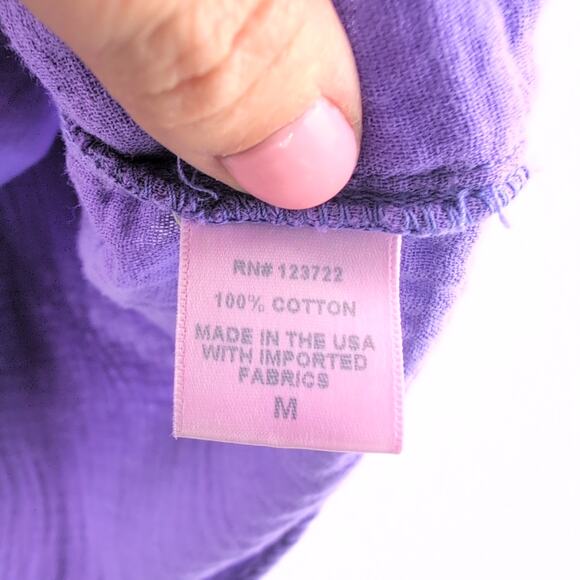 RN# 123722
100% COTTON
MADE IN THE USA
WITH IMPORTED
FABRICS
M